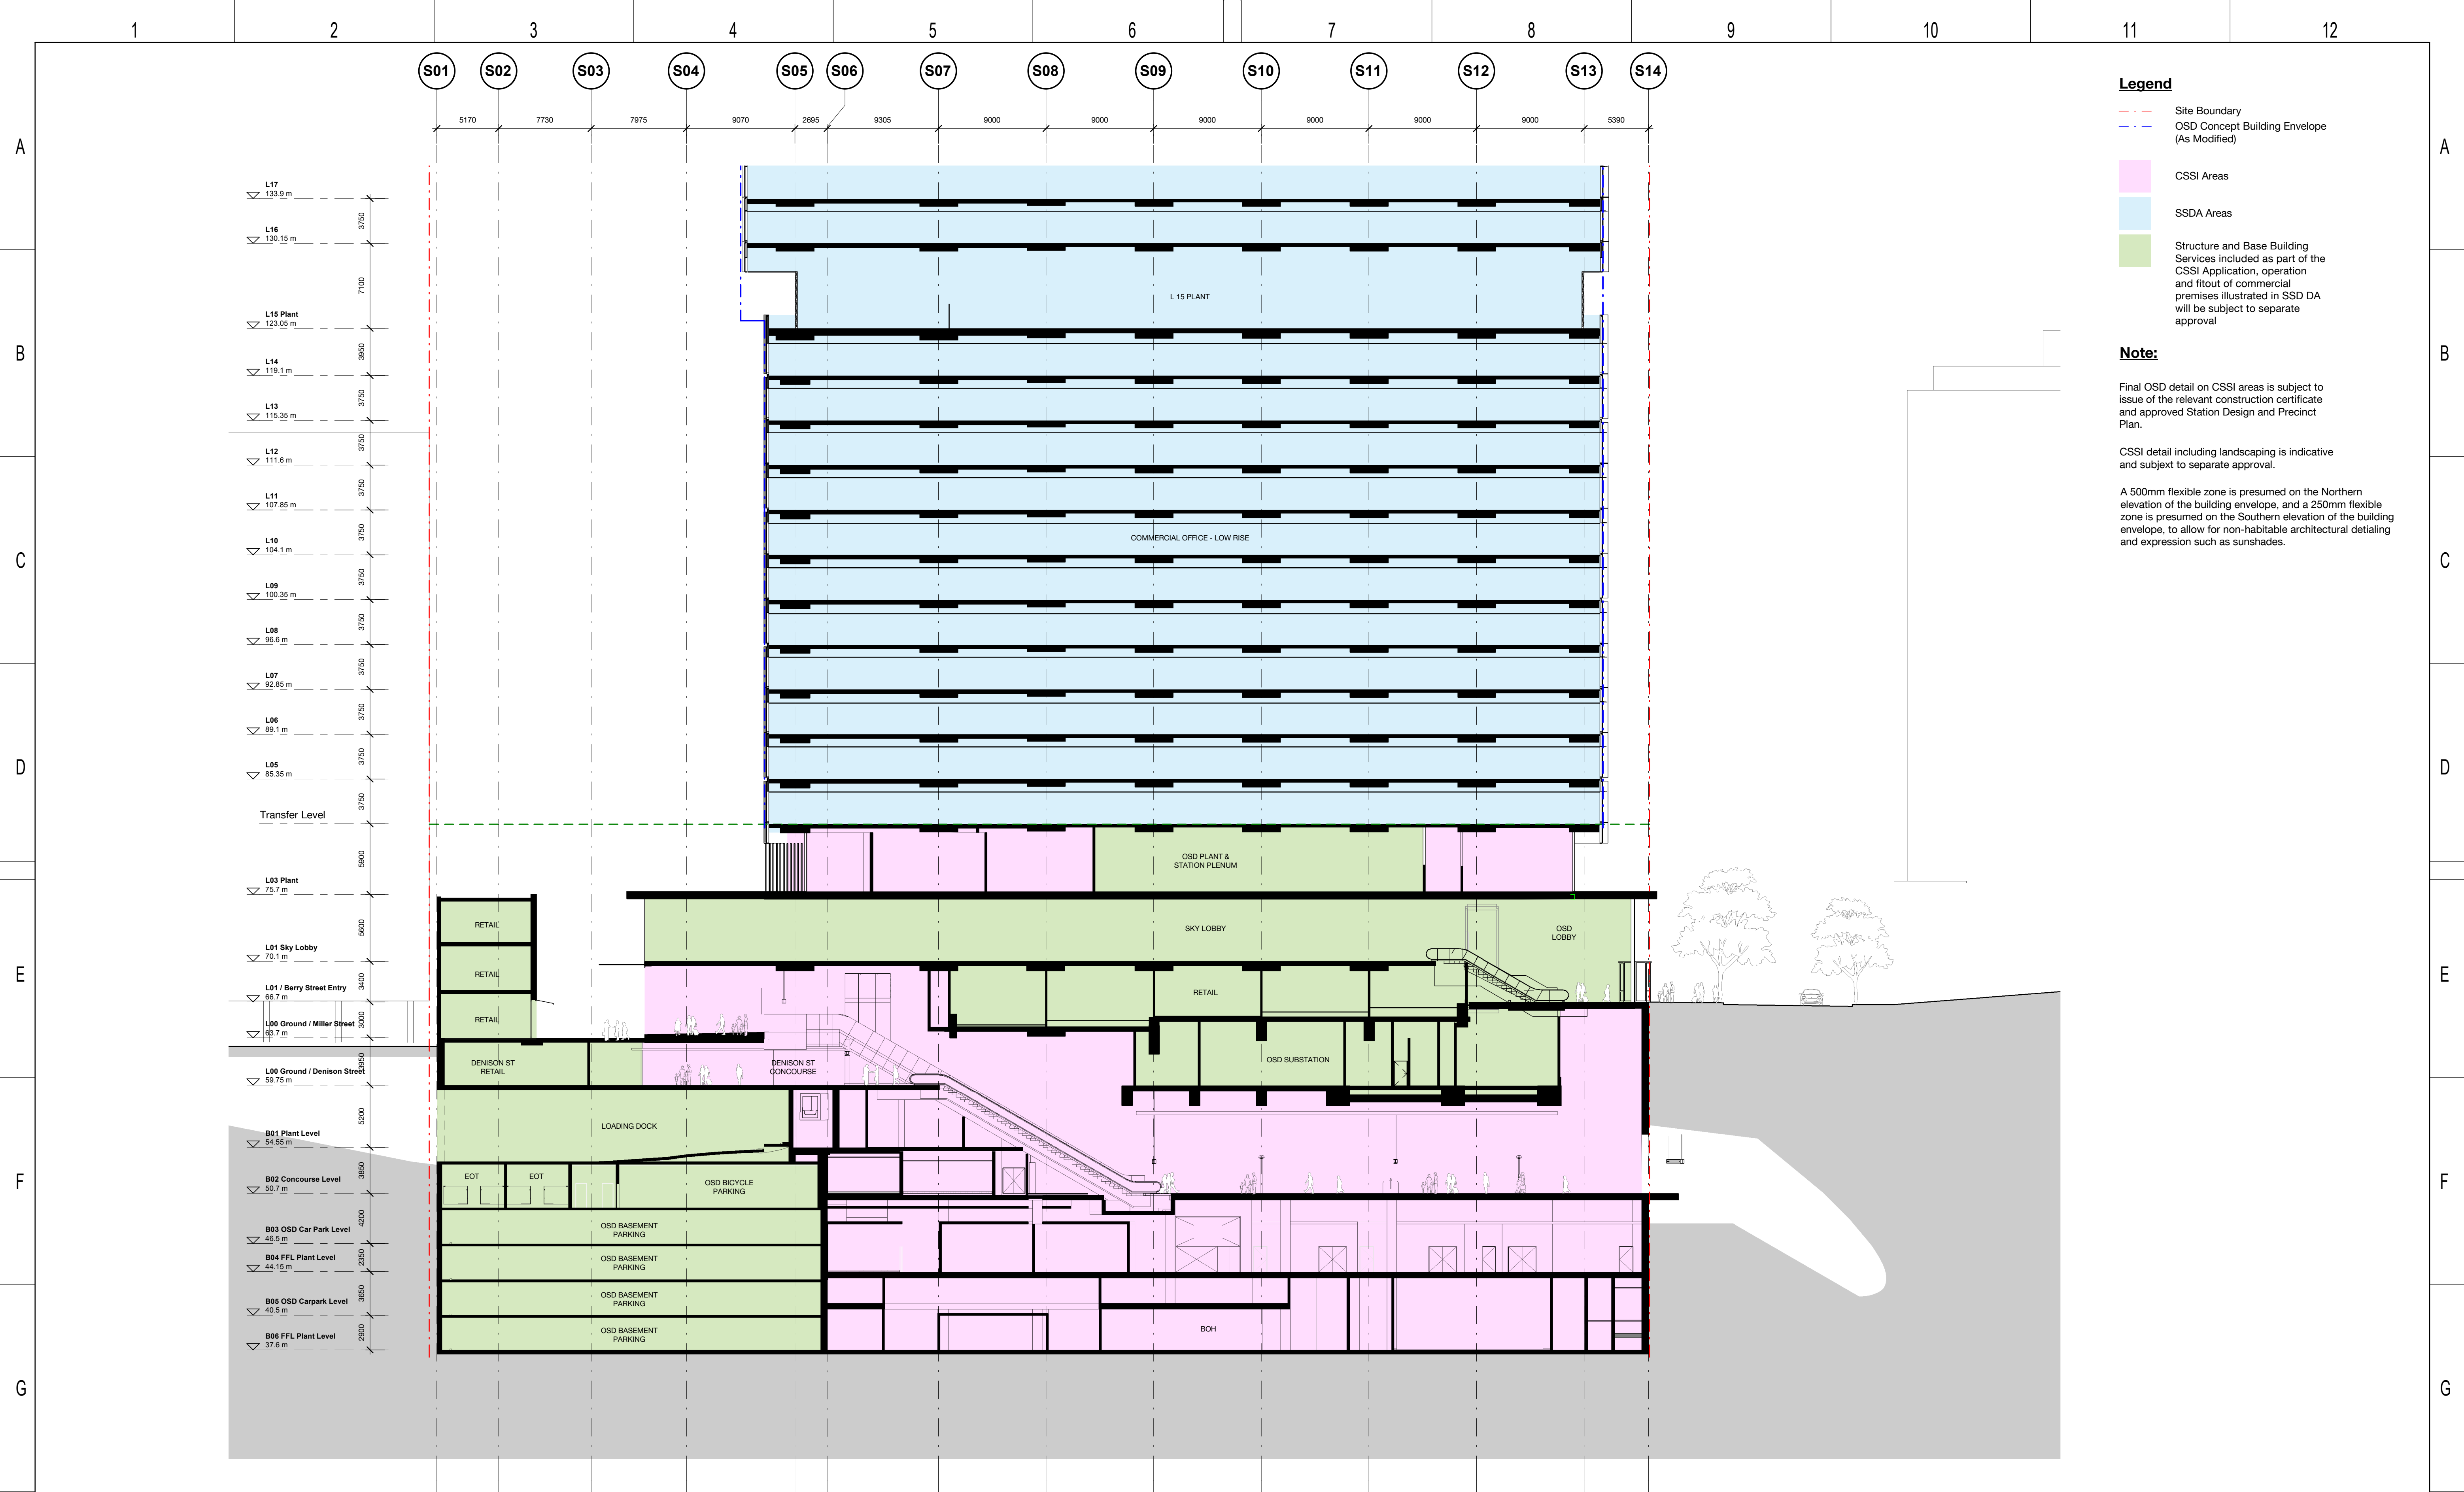 1 2 3 4 5 6 7 8 9 10 11 12
S01 S02 S03 S04 S05 S06 S07 S08 S09 S10 S11 S12 S13 S14
5170 7730 7975 9070 2695 9305 9000 9000 9000 9000 9000 9000 5390
A
A
B
B
C
C
D
D
E
E
F
F
G
G
L17
133.9 m
3750
L16
130.15 m
7100
L15 Plant
123.05 m
3950
L14
119.1 m
3750
L13
115.35 m
3750
L12
111.6 m
3750
L11
107.85 m
3750
L10
104.1 m
3750
L09
100.35 m
3750
L08
96.6 m
3750
L07
92.85 m
3750
L06
89.1 m
3750
L05
85.35 m
3750
Transfer Level
5900
L03 Plant
75.7 m
5600
L01 Sky Lobby
70.1 m
3400
L01 / Berry Street Entry
66.7 m
3000
L00 Ground / Miller Street
63.7 m
3950
L00 Ground / Denison Street
59.75 m
5200
B01 Plant Level
54.55 m
3850
B02 Concourse Level
50.7 m
4200
B03 OSD Car Park Level
46.5 m
2350
B04 FFL Plant Level
44.15 m
3650
B05 OSD Carpark Level
40.5 m
2900
B06 FFL Plant Level
37.6 m
L 15 PLANT
COMMERCIAL OFFICE - LOW RISE
OSD PLANT &
STATION PLENUM
RETAIL
SKY LOBBY
OSD
LOBBY
RETAIL
RETAIL
RETAIL
DENISON ST
RETAIL
DENISON ST
CONCOURSE
OSD SUBSTATION
LOADING DOCK
EOT
EOT
OSD BICYCLE
PARKING
OSD BASEMENT
PARKING
OSD BASEMENT
PARKING
OSD BASEMENT
PARKING
OSD BASEMENT
PARKING
BOH
Legend
Site Boundary
OSD Concept Building Envelope
(As Modified)
CSSI Areas
SSDA Areas
Structure and Base Building
Services included as part of the
CSSI Application, operation
and fitout of commercial
premises illustrated in SSD DA
will be subject to separate
approval
Note:
Final OSD detail on CSSI areas is subject to
issue of the relevant construction certificate
and approved Station Design and Precinct
Plan.
CSSI detail including landscaping is indicative
and subjext to separate approval.
A 500mm flexible zone is presumed on the Northern
elevation of the building envelope, and a 250mm flexible
zone is presumed on the Southern elevation of the building
envelope, to allow for non-habitable architectural detialing
and expression such as sunshades.